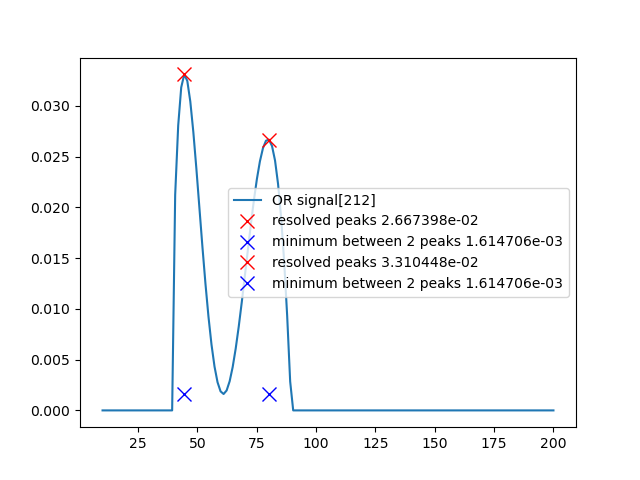 0.030
0.025
0.020
0.015
0.010
0.005
0.000
OR signal[212]
resolved peaks 2.667398e-02
minimum between 2 peaks 1.614706e-03
resolved peaks 3.310448e-02
minimum between 2 peaks 1.614706e-03
25 50 75 100 125 150 175 200